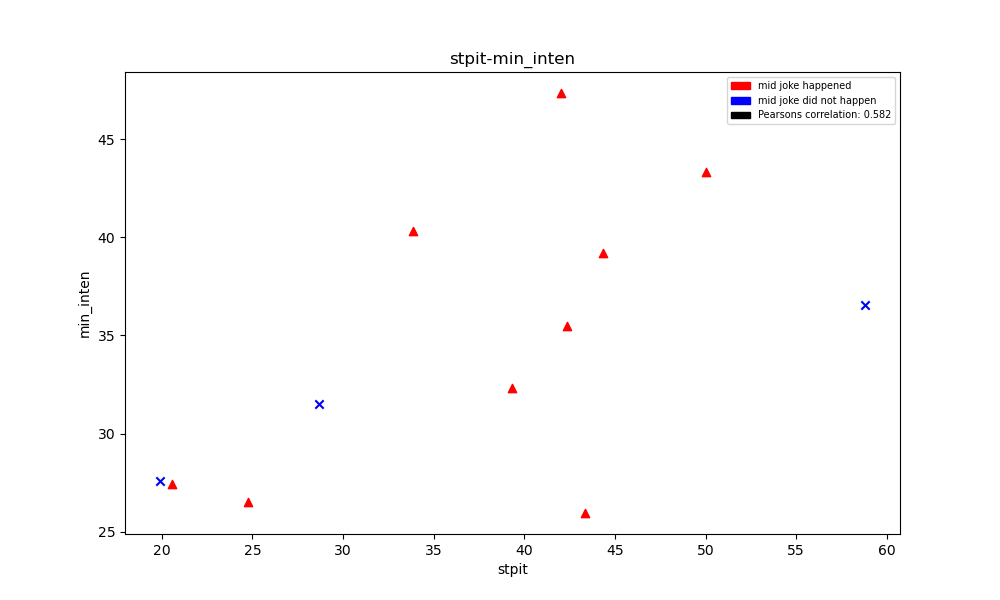 stpit-min_inten
mid joke happened
mid joke did not happen
Pearsons correlation: 0.582
45
40
35
30
25
min_inten
20 25 30 35 40 45 50 55 60
stpit